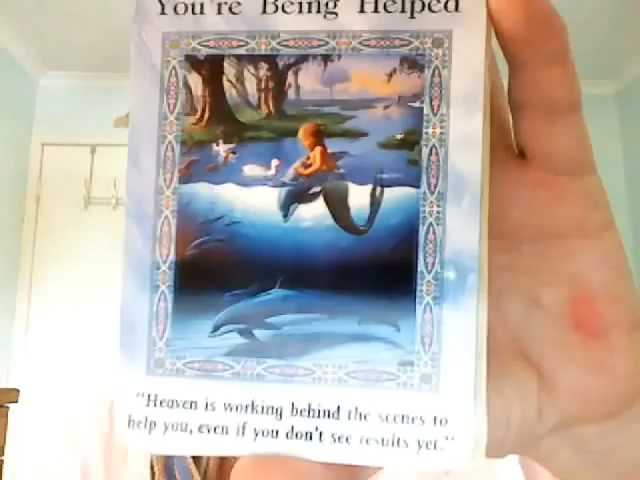 You're Being Helped
"Heaven is working behind the scenes to
help you, even if you don't see results yet."